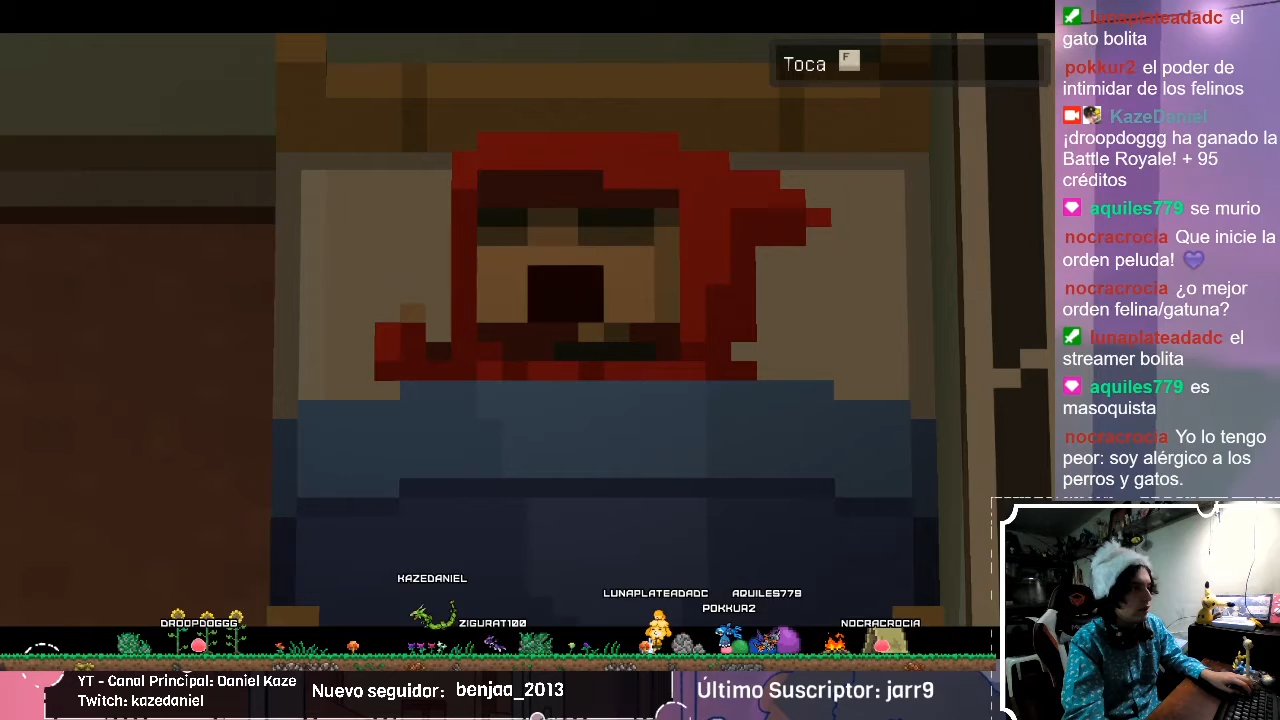 Toca F
lunaplateadadc el
gato bolita
pokkur2 el poder de
intimidar de los felinos
KazeDaniel
¡droopdoggg ha ganado la
Battle Royale! + 95
créditos
aquiles779 se murio
nocracrocia Que inicie la
orden peluda!
nocracrocia ¿o mejor
orden felina/gatuna?
lunaplateadadc el
streamer bolita
aquiles779 es
masoquista
nocracrocia Yo lo tengo
peor: soy alérgico a los
perros y gatos.
KAZEDANIEL
LUNAPLATEADADC AQUILES779
POKKUR2
DROOPDOGGG ZIGURAT100 NOCRACROCIA
YT - Canal Principal: Daniel Kaze
Twitch: kazedaniel
Nuevo seguidor: benjaa_2013
Último Suscriptor: jarr9